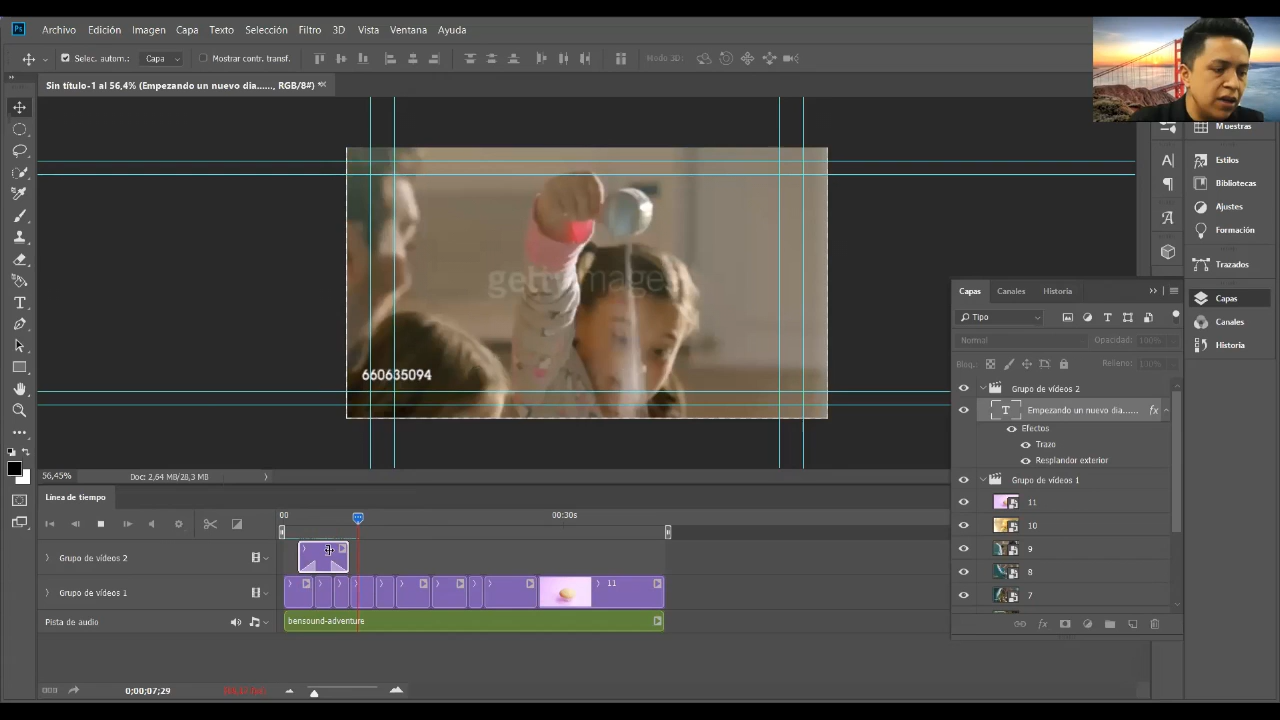 Ps Archivo Edición Imagen Capa Texto Selección Filtro 3D Vista Ventana Ayuda
Selec. autom.: Capa Mostrar contr. transf. Modo 3D:
Sin título-1 al 56,4% (Empezando un nuevo dia......, RGB/8#) *
Muestras
Estilos
Bibliotecas
Ajustes
Formación
Trazados
Capas
Canales
Historia
gettyimages
660635094
Capas Canales Historia
Tipo
Normal Opacidad: 100%
Bloq.: Relleno: 100%
Grupo de vídeos 2
T Empezando un nuevo dia...... fx
Efectos
Trazo
Resplandor exterior
Grupo de vídeos 1
11
10
9
8
7
56,45% Doc: 2,64 MB/28,3 MB
Línea de tiempo
00 00:30s
Grupo de vídeos 2
Grupo de vídeos 1
11
Pista de audio
bensound-adventure
0;00;07;29